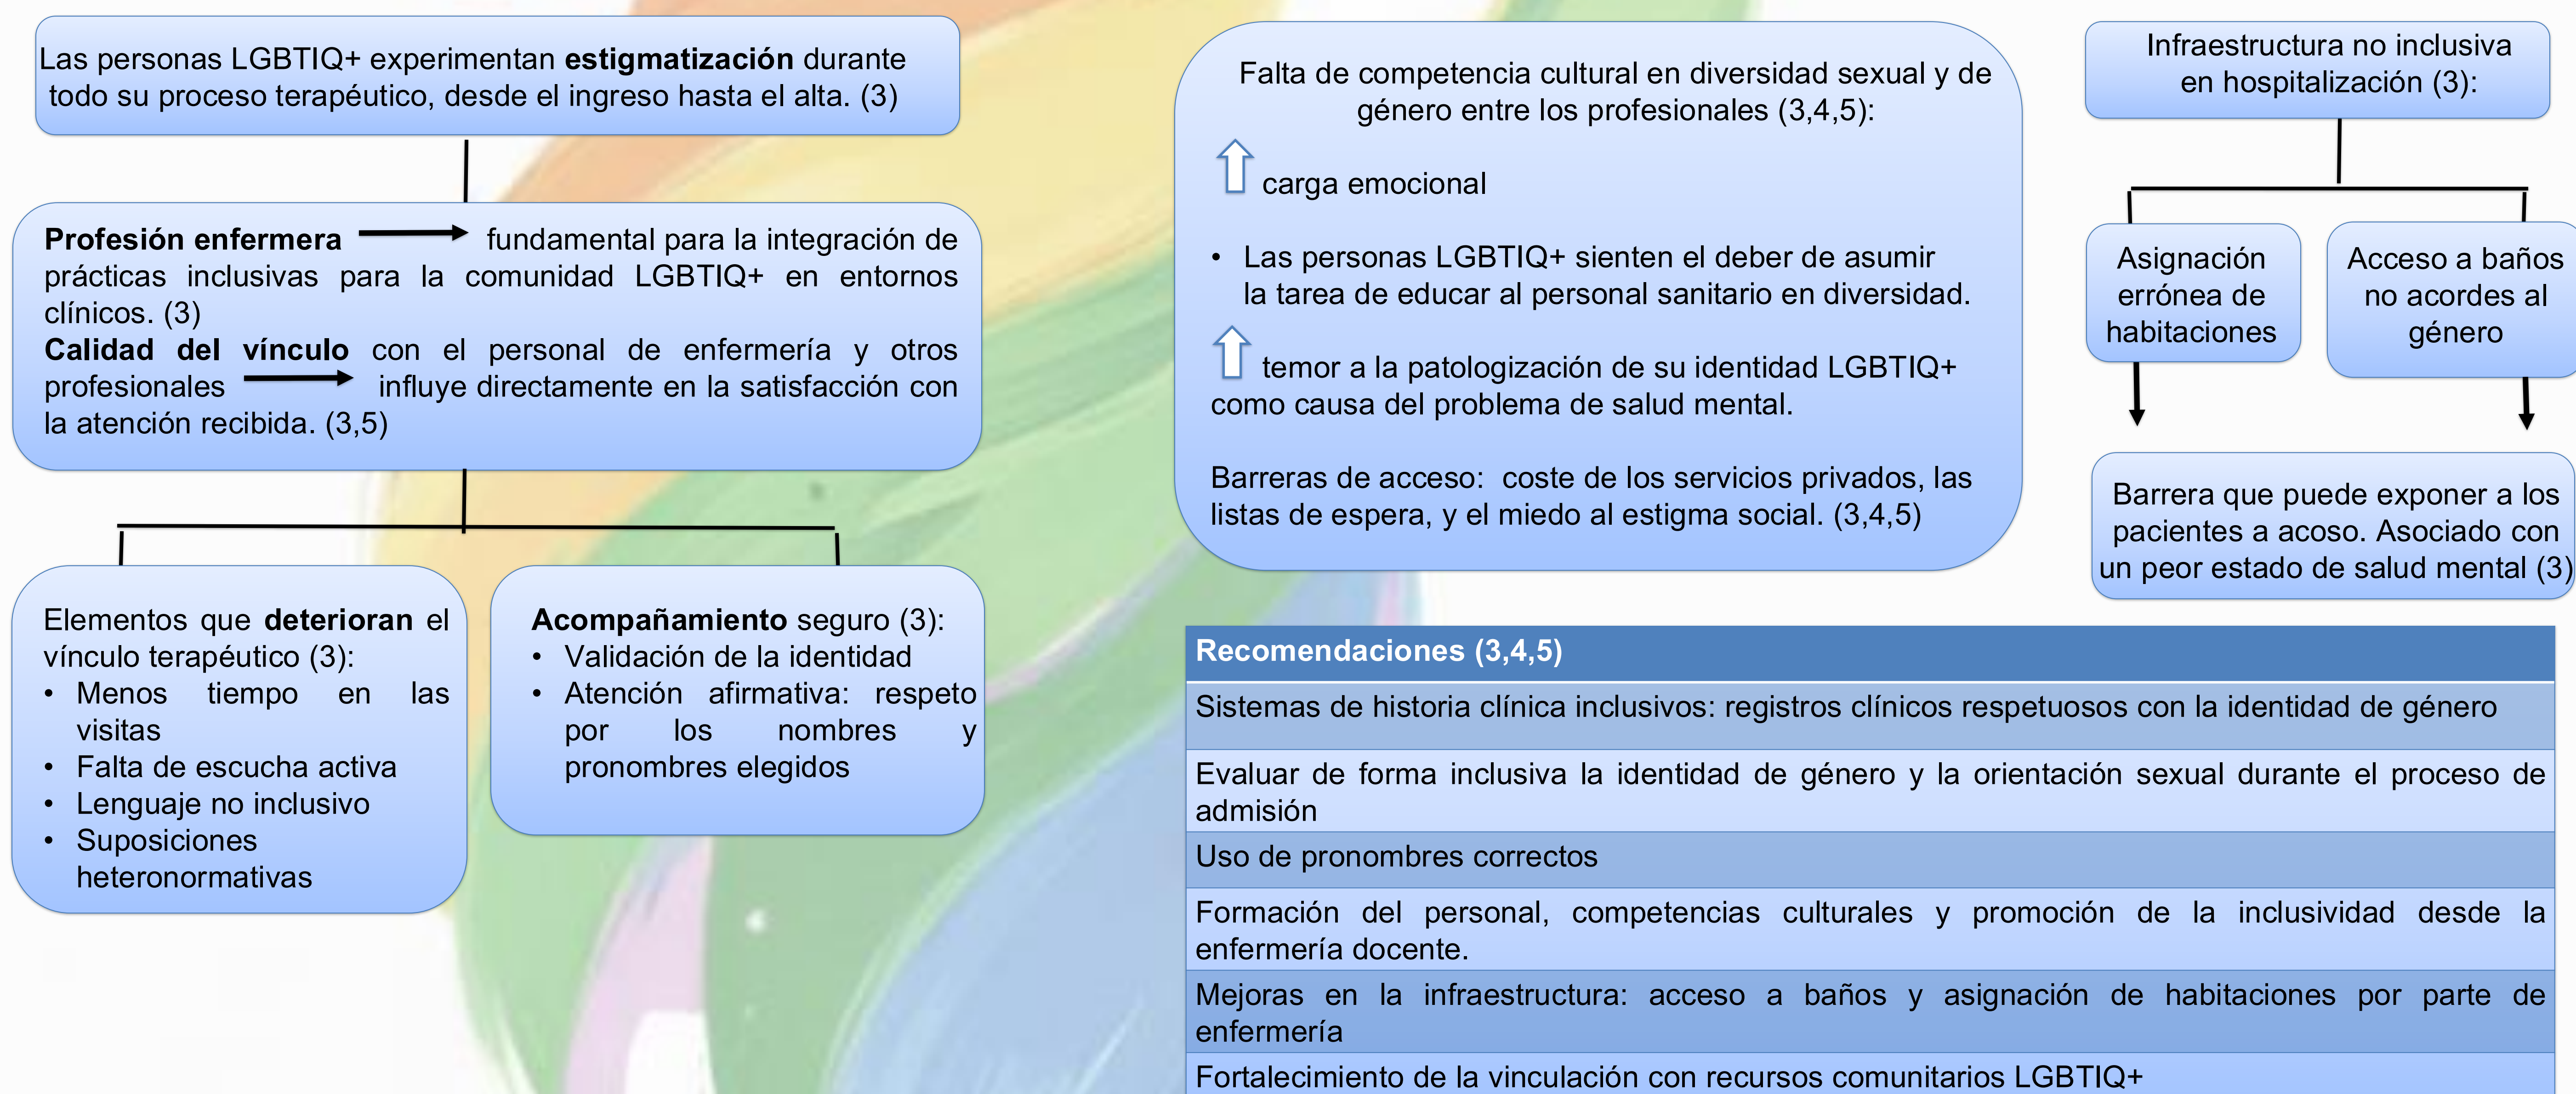 Las personas LGBTIQ+ experimentan estigmatización durante
todo su proceso terapéutico, desde el ingreso hasta el alta. (3)
Profesión enfermera fundamental para la integración de
prácticas inclusivas para la comunidad LGBTIQ+ en entornos
clínicos. (3)
Calidad del vínculo con el personal de enfermería y otros
profesionales influye directamente en la satisfacción con
la atención recibida. (3,5)
Elementos que deterioran el
vínculo terapéutico (3):
• Menos tiempo en las
visitas
• Falta de escucha activa
• Lenguaje no inclusivo
• Suposiciones
heteronormativas
Acompañamiento seguro (3):
• Validación de la identidad
• Atención afirmativa: respeto
por los nombres y
pronombres elegidos
Falta de competencia cultural en diversidad sexual y de
género entre los profesionales (3,4,5):
carga emocional
• Las personas LGBTIQ+ sienten el deber de asumir
la tarea de educar al personal sanitario en diversidad.
temor a la patologización de su identidad LGBTIQ+
como causa del problema de salud mental.
Barreras de acceso: coste de los servicios privados, las
listas de espera, y el miedo al estigma social. (3,4,5)
Infraestructura no inclusiva
en hospitalización (3):
Asignación
errónea de
habitaciones
Acceso a baños
no acordes al
género
Barrera que puede exponer a los
pacientes a acoso. Asociado con
un peor estado de salud mental (3)
Recomendaciones (3,4,5)
Sistemas de historia clínica inclusivos: registros clínicos respetuosos con la identidad de género
Evaluar de forma inclusiva la identidad de género y la orientación sexual durante el proceso de
admisión
Uso de pronombres correctos
Formación del personal, competencias culturales y promoción de la inclusividad desde la
enfermería docente.
Mejoras en la infraestructura: acceso a baños y asignación de habitaciones por parte de
enfermería
Fortalecimiento de la vinculación con recursos comunitarios LGBTIQ+